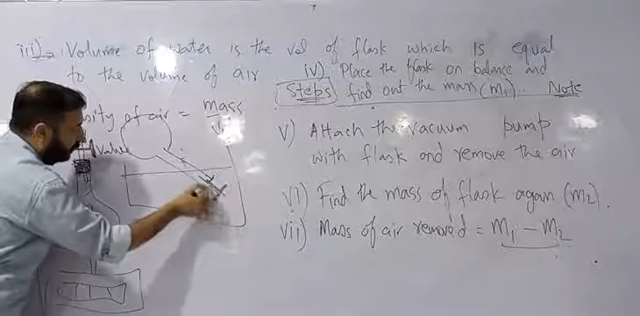 iii) Volume of water is the vol of flask which is equal
to the volume of air
iv) Place the flask on balance and
Steps find out the mass (m1). Note
of air = mass
Valve
v) Attach the vacuum pump
with flask and remove the air
vi) Find the mass of flask again (m2).
vii) Mass of air removed = m1 - m2